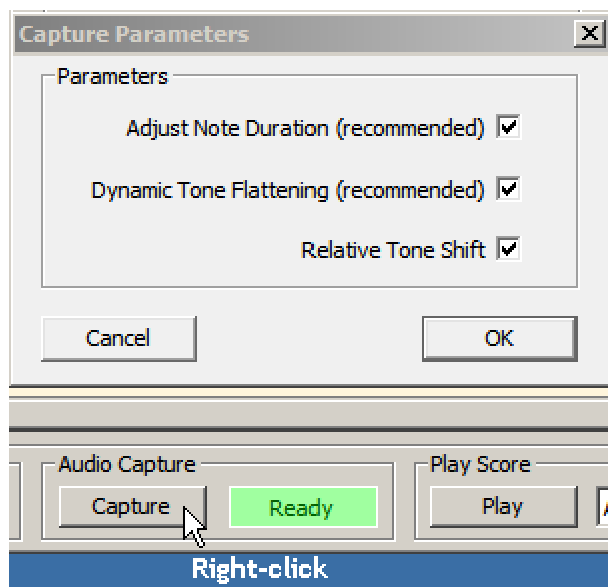 Capture Parameters
Parameters
Adjust Note Duration (recommended)
Dynamic Tone Flattening (recommended)
Relative Tone Shift
Cancel OK
Audio Capture Play Score
Capture Ready Play A
Right-click